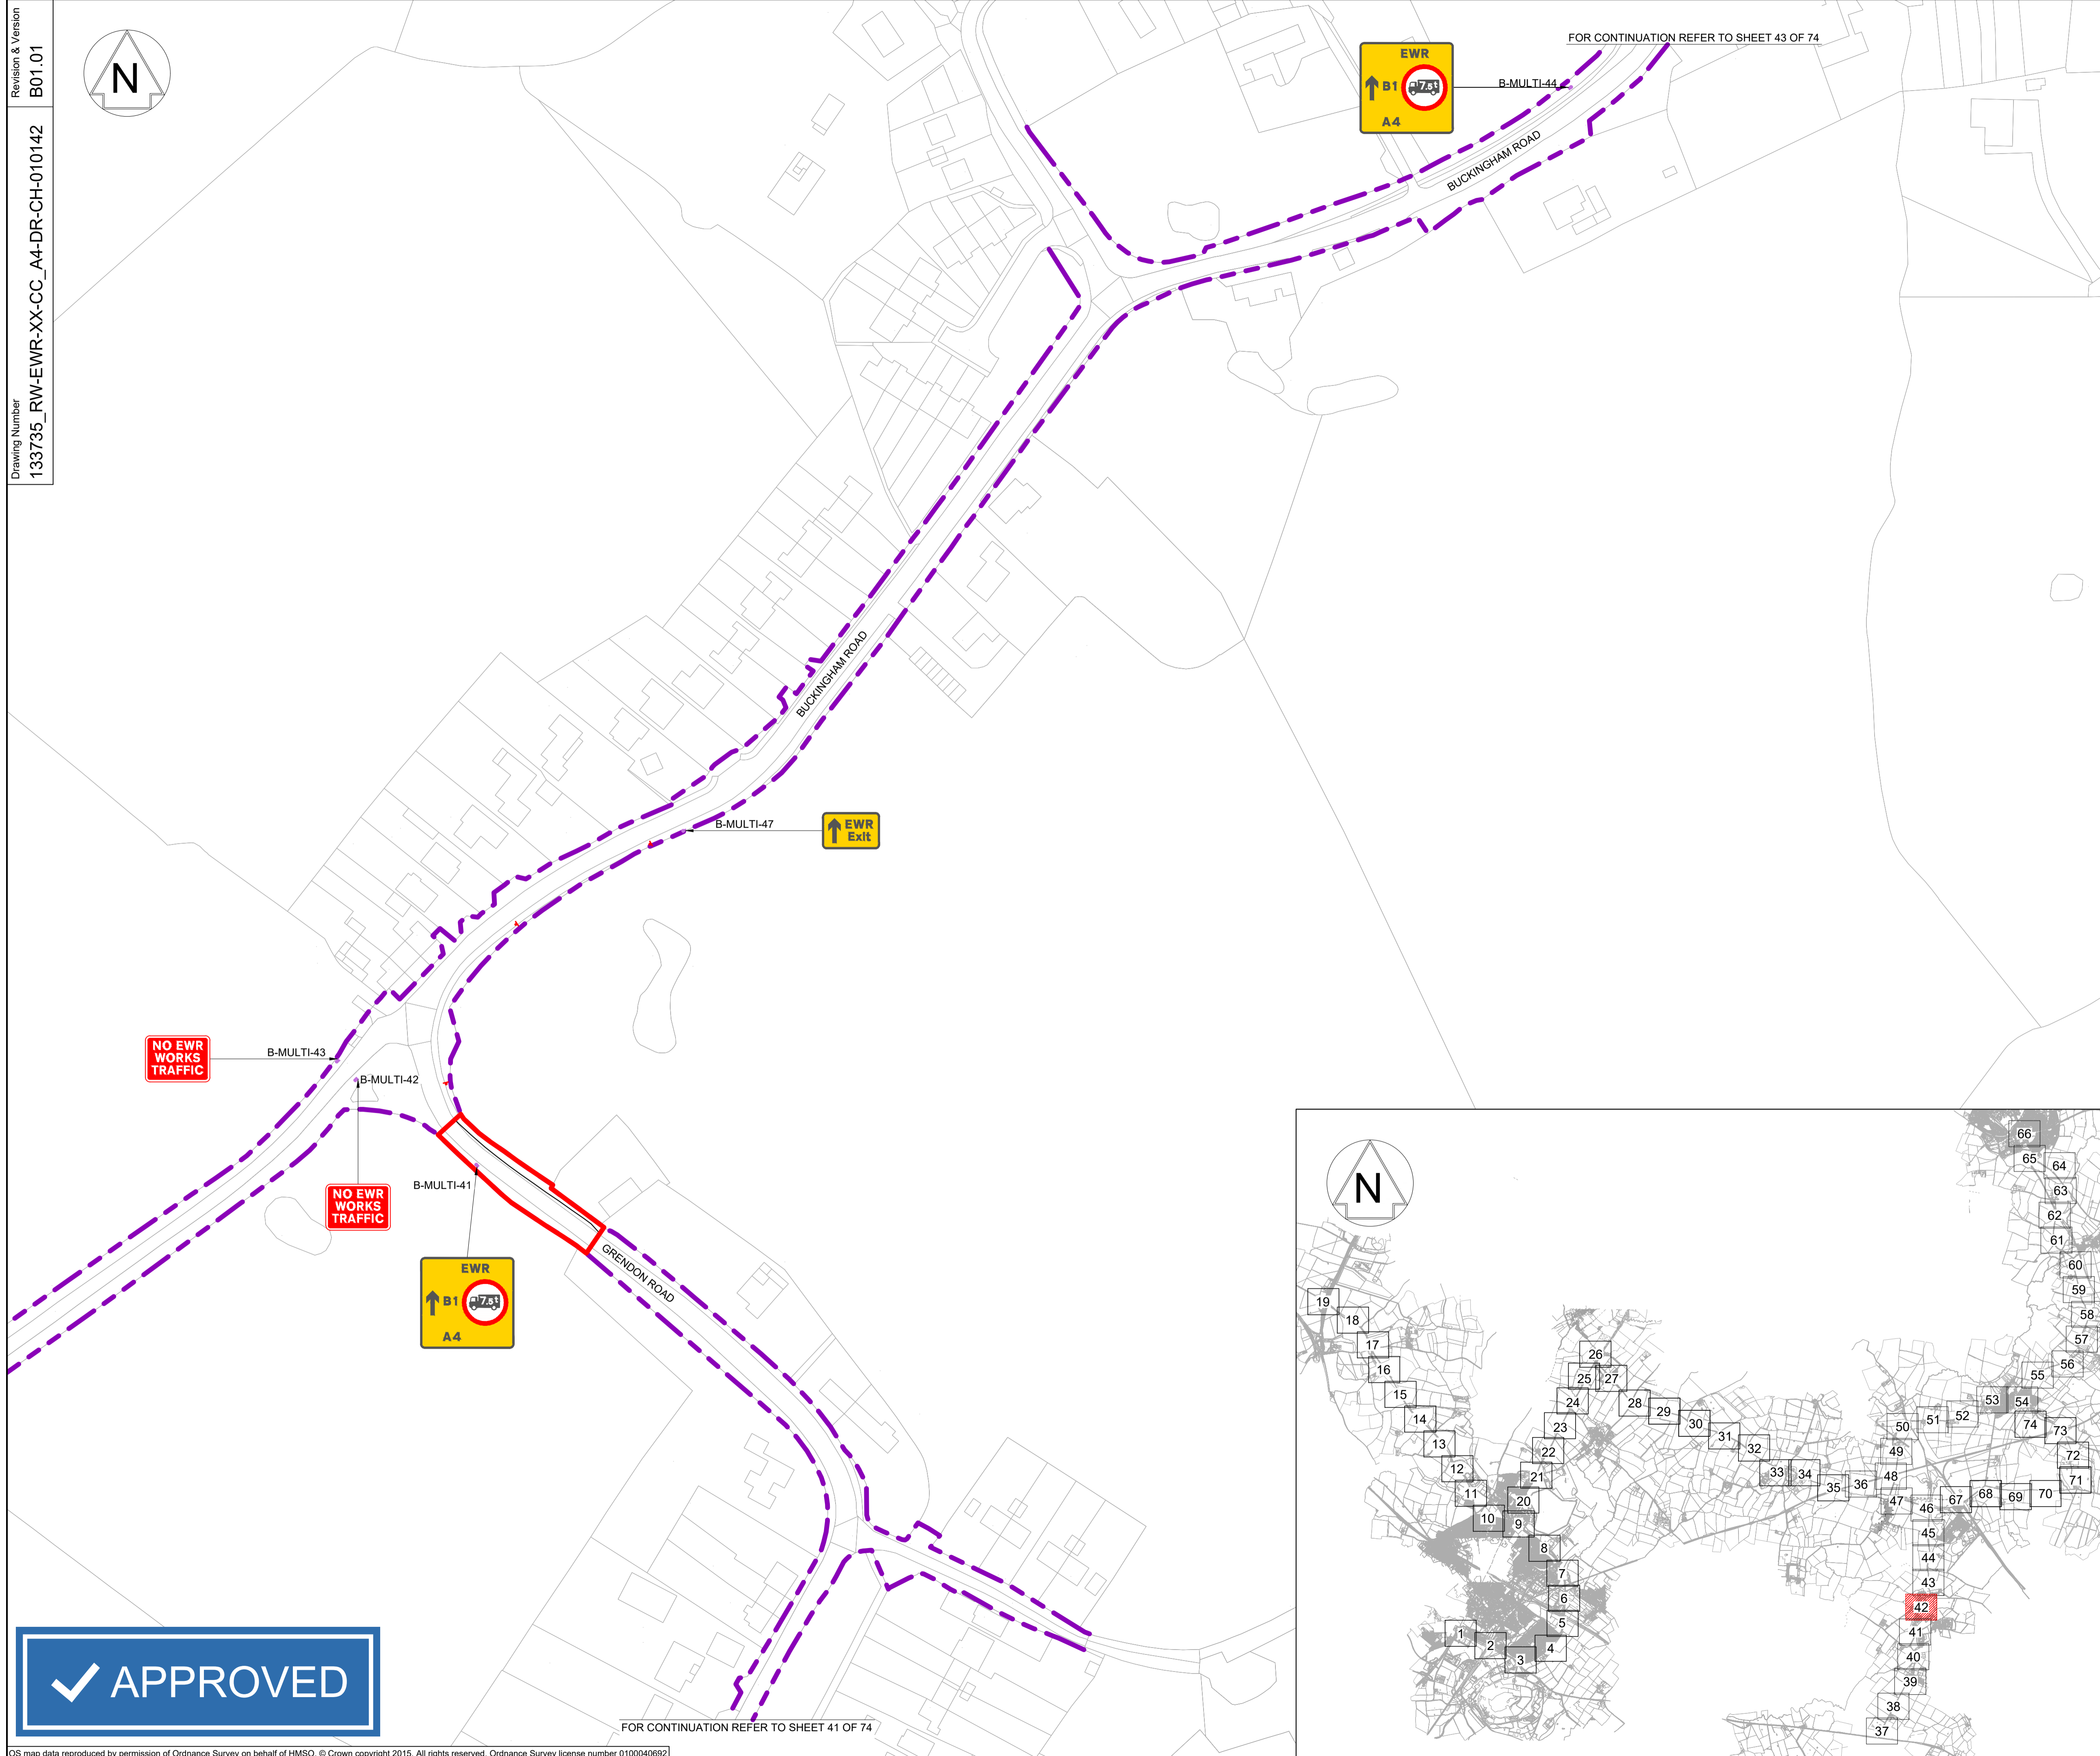 Revision & Version
B01.01
Drawing Number
133735_RW-EWR-XX-CC_A4-DR-CH-010142
N
FOR CONTINUATION REFER TO SHEET 43 OF 74
EWR
B1 7.5t
A4
B-MULTI-44
BUCKINGHAM ROAD
BUCKINGHAM ROAD
B-MULTI-47
EWR
Exit
NO EWR
WORKS
TRAFFIC
B-MULTI-43
B-MULTI-42
NO EWR
WORKS
TRAFFIC
B-MULTI-41
EWR
B1 7.5t
A4
GRENDON ROAD
APPROVED
FOR CONTINUATION REFER TO SHEET 41 OF 74
OS map data reproduced by permission of Ordnance Survey on behalf of HMSO. © Crown copyright 2015. All rights reserved. Ordnance Survey license number 0100040692
N
66
65
64
63
62
61
60
59
58
57
56
55
54
53
52
51
50
49
48
47
46
45
44
43
42
41
40
39
38
37
74
73
72
71
70
69
68
67
36
35
34
33
32
31
30
29
28
27
26
25
24
23
22
21
20
19
18
17
16
15
14
13
12
11
10
9
8
7
6
5
4
3
2
1